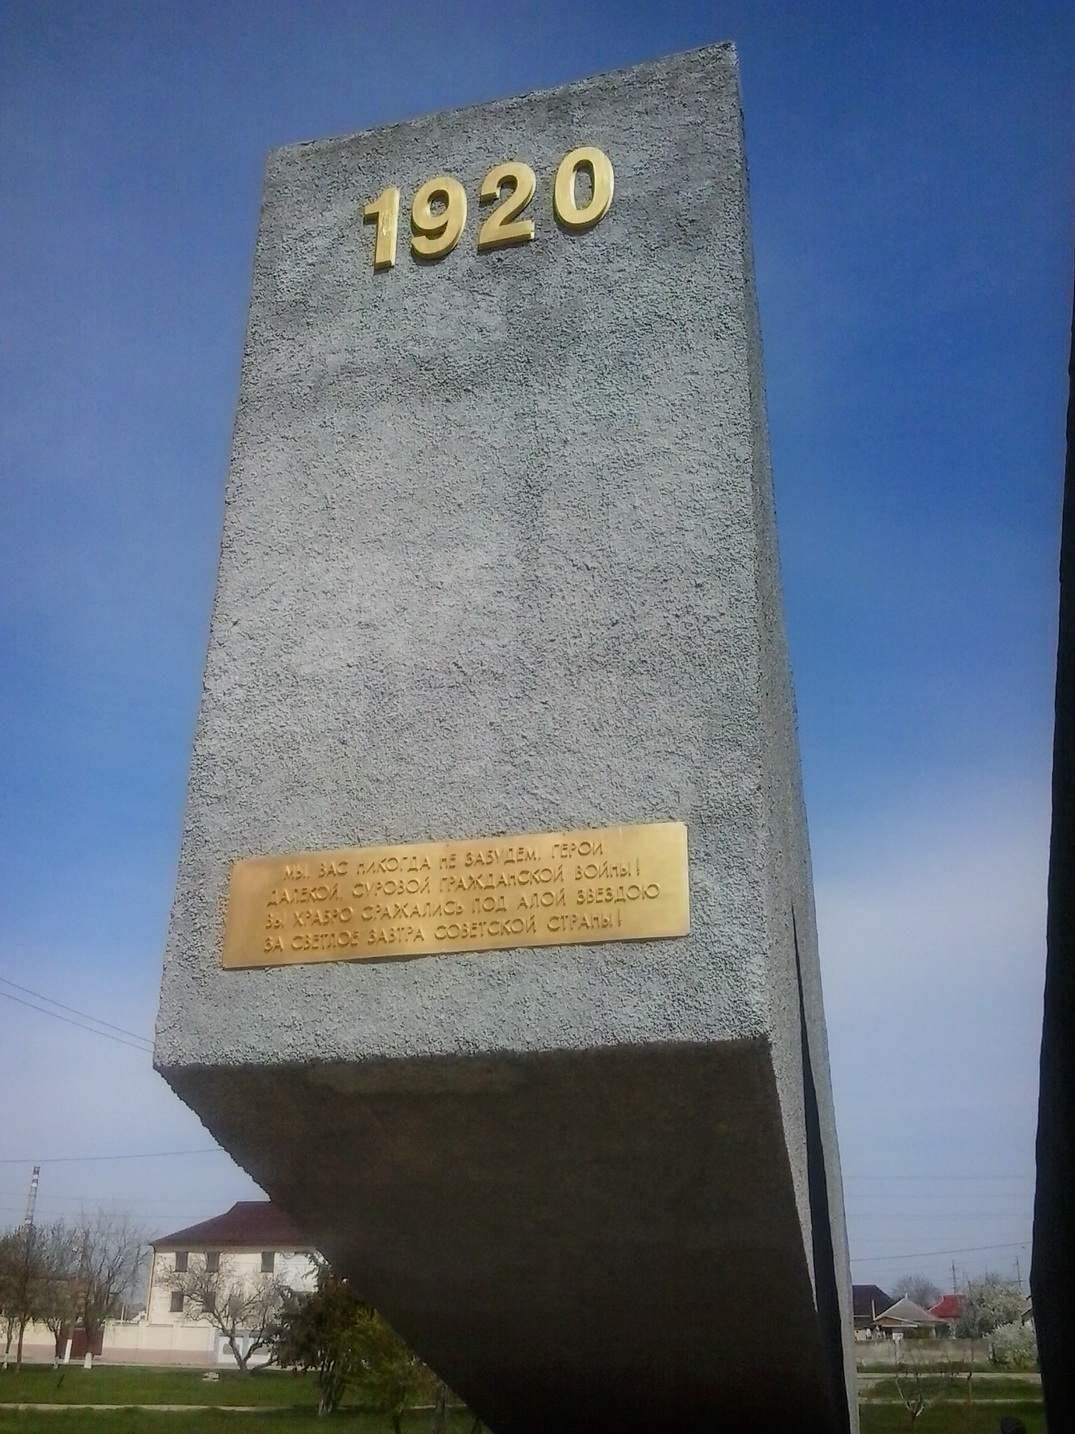 1920
МЫ ВАС НИКОГДА НЕ ЗАБУДЕМ, ГЕРОИ
ДАЛЕКОЙ, СУРОВОЙ ГРАЖДАНСКОЙ ВОЙНЫ!
ВЫ ХРАБРО СРАЖАЛИСЬ ПОД АЛОЙ ЗВЕЗДОЮ
ЗА СВЕТЛОЕ ЗАВТРА СОВЕТСКОЙ СТРАНЫ!